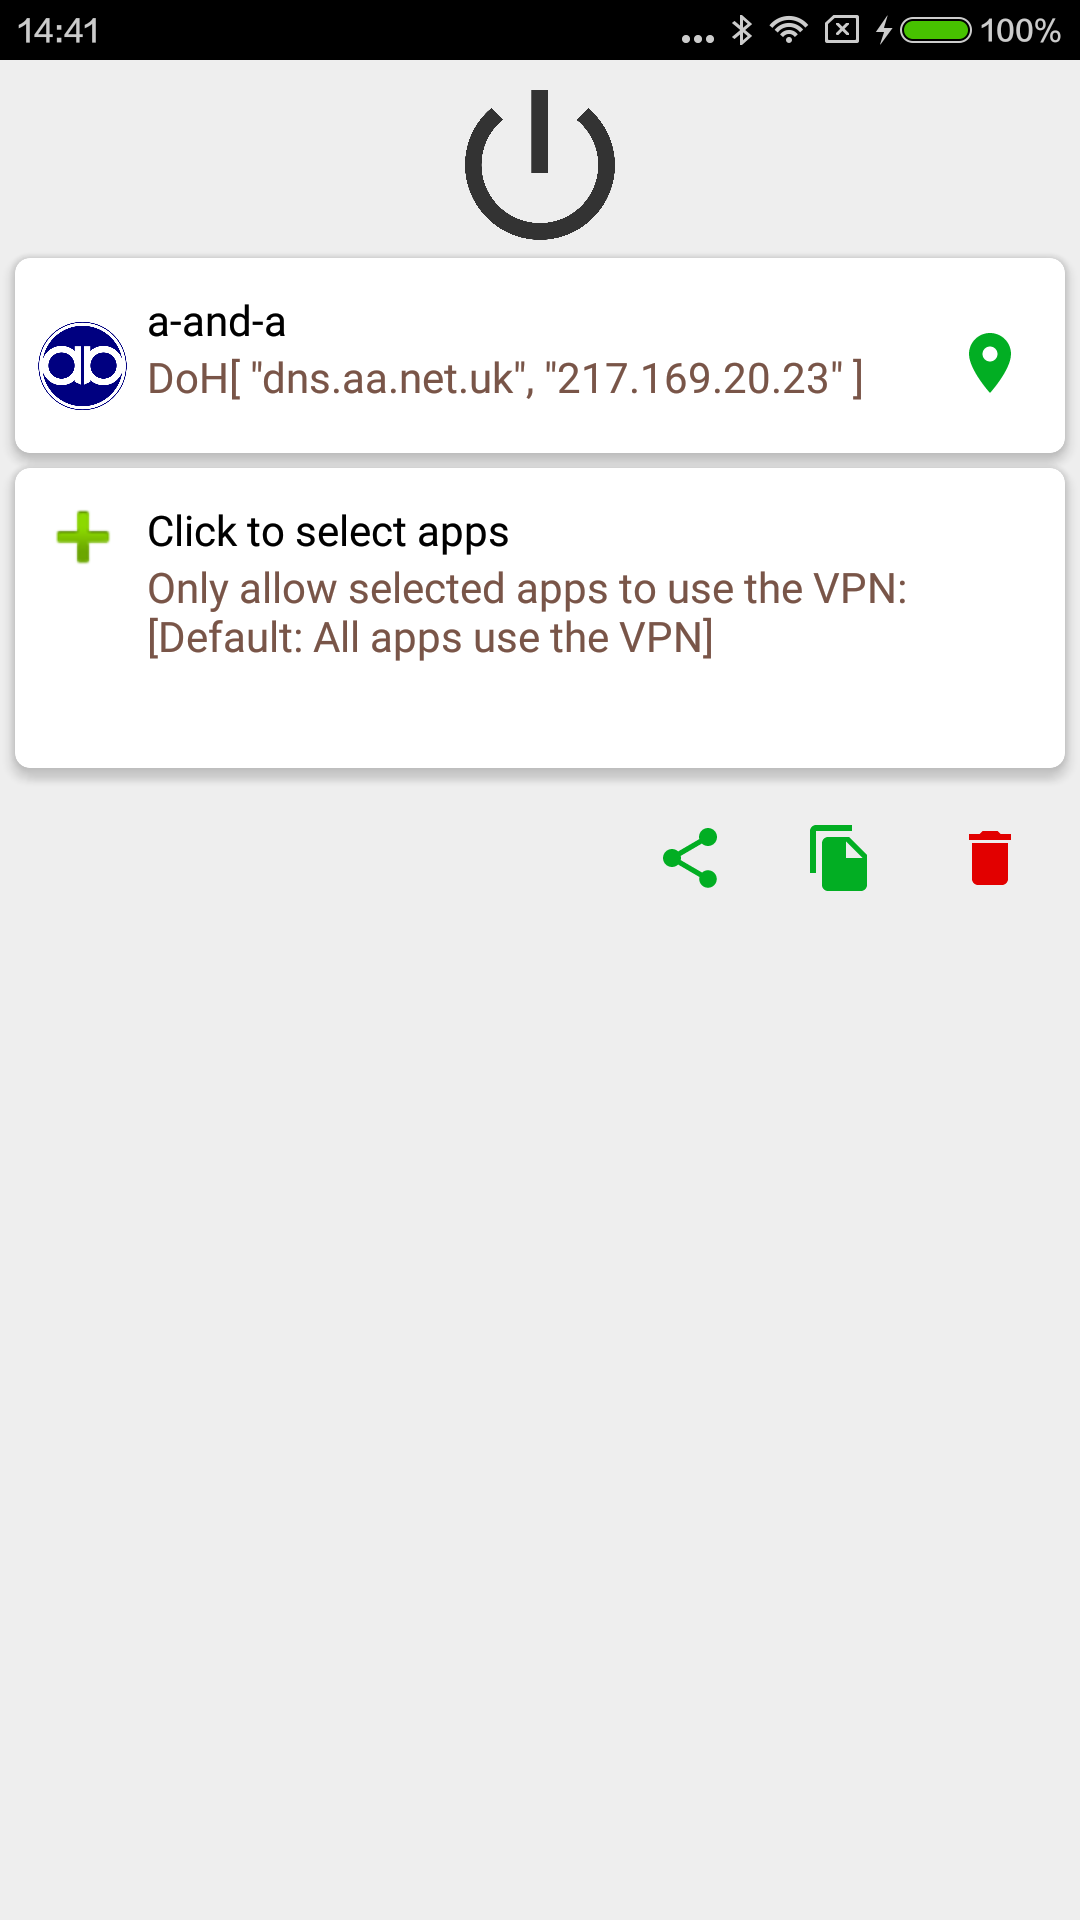 14:41
100%
a-and-a
DoH[ "dns.aa.net.uk", "217.169.20.23" ]
Click to select apps
Only allow selected apps to use the VPN:
[Default: All apps use the VPN]